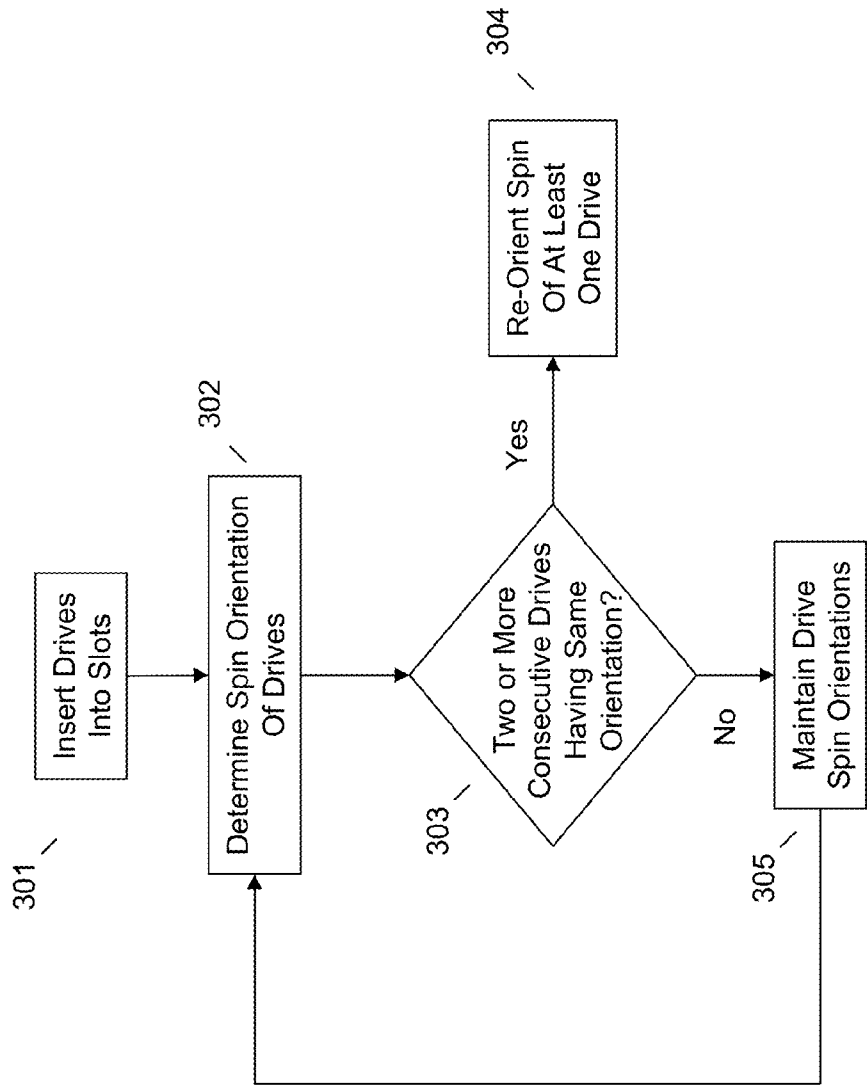 301
Insert Drives
Into Slots
302
Determine Spin Orientation
Of Drives
303
Two or More
Consecutive Drives
Having Same
Orientation?
Yes
304
Re-Orient Spin
Of At Least
One Drive
No
305
Maintain Drive
Spin Orientations